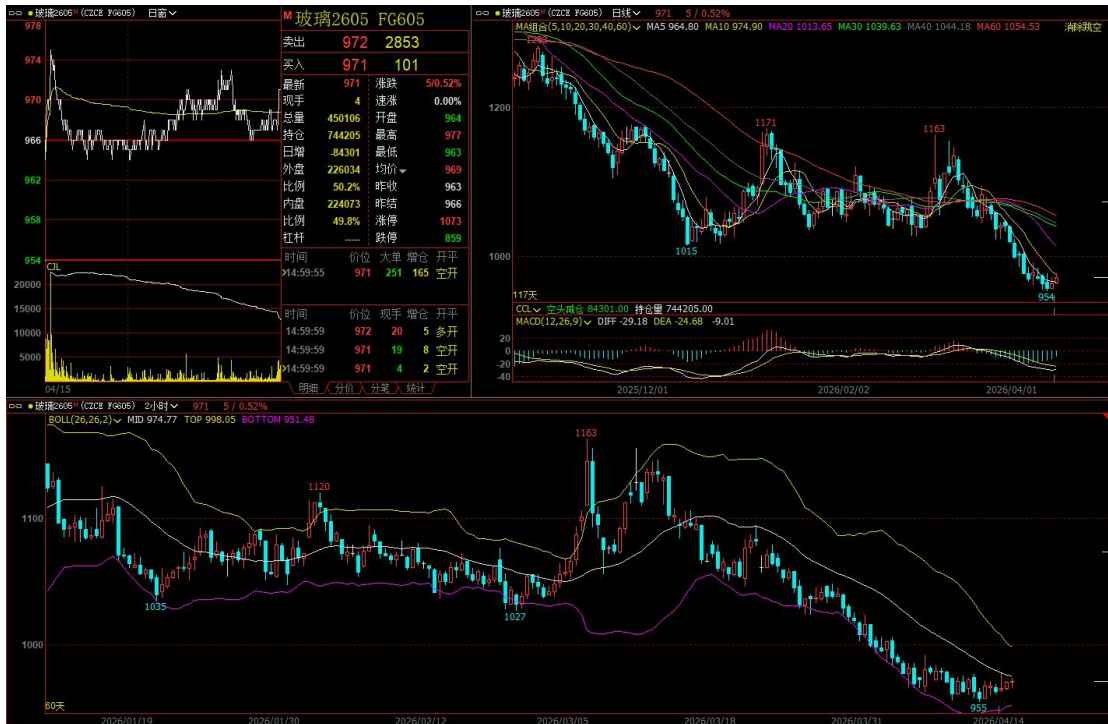 玻璃2605ᴹ (CZCE FG605) 日窗
978
974
970
966
962
958
954
CJL
20000
15000
10000
5000
04/15
M 玻璃2605 FG605
卖出 972 2853
买入 971 101
最新 971 涨跌 5/0.52%
现手 4 速涨 0.00%
总量 450106 开盘 964
持仓 744205 最高 977
日增 -84301 最低 963
外盘 226034 均价 969
比例 50.2% 昨收 963
内盘 224073 昨结 966
比例 49.8% 涨停 1073
杠杆 ----- 跌停 859
时间 价位 大单 增仓 开平
14:59:55 971 251 165 空开
时间 价位 现手 增仓 开平
14:59:59 972 20 5 多开
14:59:59 971 19 8 空开
14:59:59 971 4 2 空开
明细 分价 分笔 统计
玻璃2605ᴹ (CZCE FG605) 日线 971 5 / 0.52%
MA组合(5,10,20,30,40,60) MA5 964.80 MA10 974.90 MA20 1013.65 MA30 1039.63 MA40 1044.18 MA60 1054.53 消除跳空
1283
1200
1171
1163
1015
1000
954
117天
CCL 空头减仓 84301.00 持仓量 744205.00
MACD(12,26,9) DIFF -29.18 DEA -24.68 -9.01
20
0
-20
-40
2025/12/01 2026/02/02 2026/04/01
玻璃2605ᴹ (CZCE FG605) 2小时 971 5 / 0.52%
BOLL(26,26,2) MID 974.77 TOP 998.05 BOTTOM 951.48
1163
1120
1100
1035
1027
1000
955
60天
2026/01/19 2026/01/30 2026/02/12 2026/03/05 2026/03/18 2026/03/31 2026/04/14